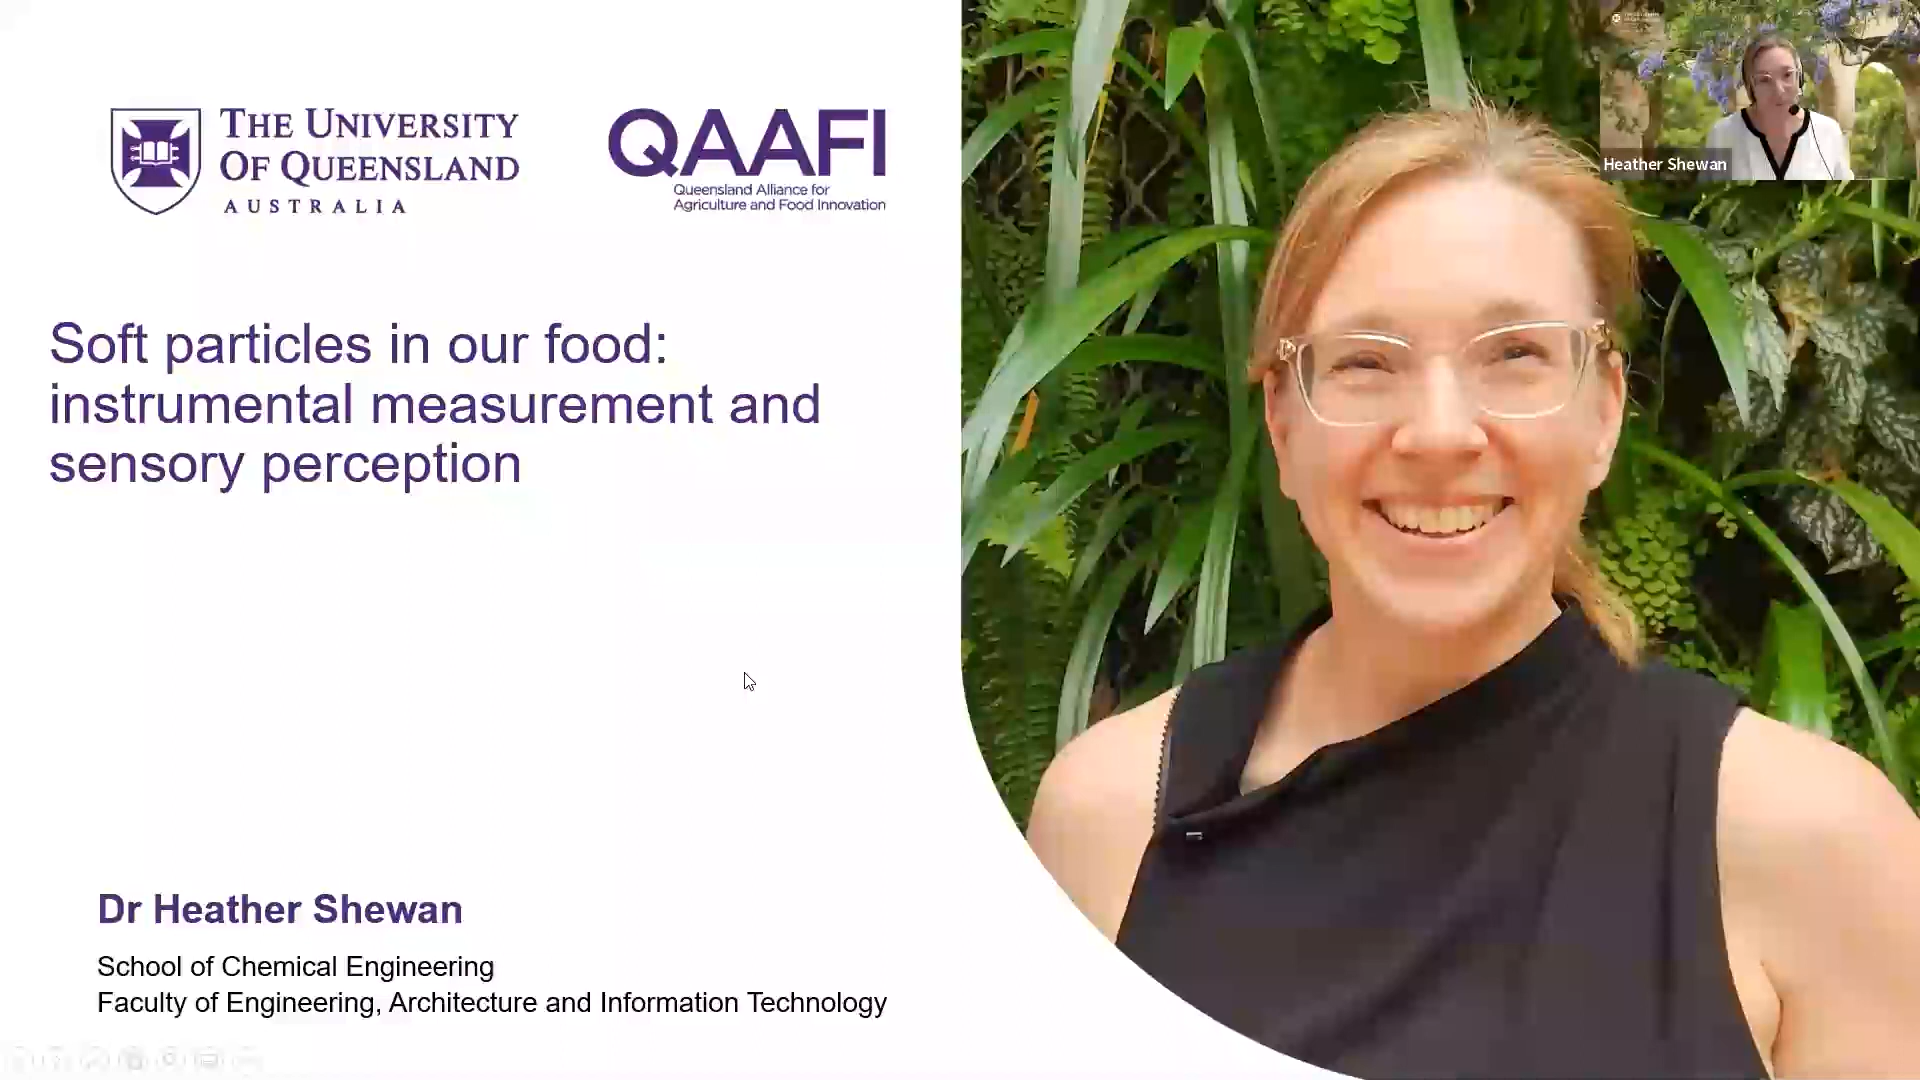 THE UNIVERSITY
OF QUEENSLAND
AUSTRALIA
QAAFI
Queensland Alliance for
Agriculture and Food Innovation
Heather Shewan
Soft particles in our food:
instrumental measurement and
sensory perception
Dr Heather Shewan
School of Chemical Engineering
Faculty of Engineering, Architecture and Information Technology